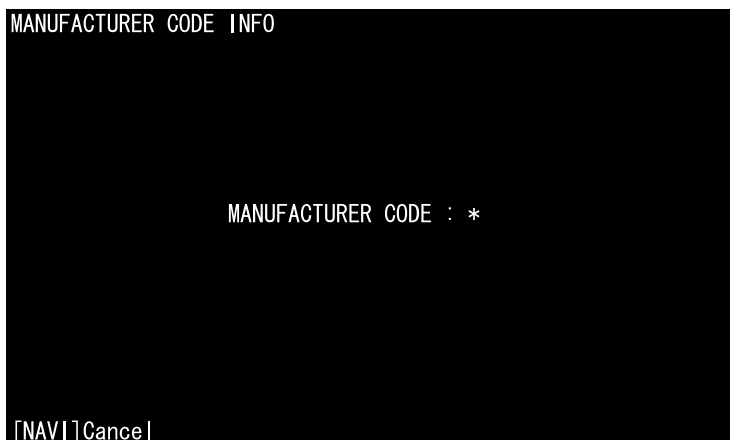 MANUFACTURER CODE INFO
MANUFACTURER CODE : *
[NAVI]Cancel